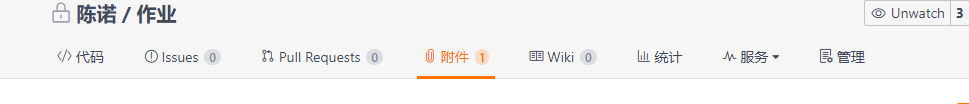 陈诺 / 作业
Unwatch 3
代码 Issues 0 Pull Requests 0 附件 1 Wiki 0 统计 服务 管理